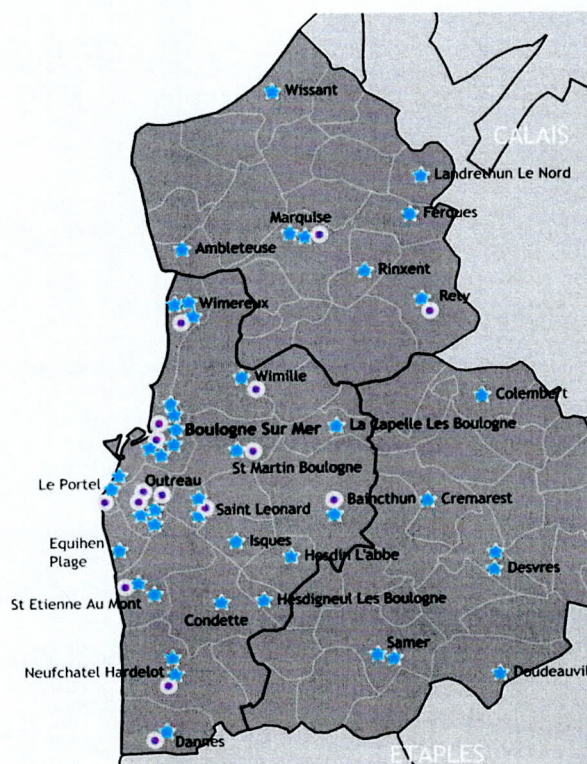 Wissant
CALAIS
Landrethun Le Nord
Ferques
Marquise
Ambleteuse
Rinxent
Rety
Wimereux
Wimille
Colembert
Boulogne Sur Mer
La Capelle Les Boulogne
St Martin Boulogne
Le Portel
Outreau
Baincthun
Cremarest
Saint Leonard
Equihen
Plage
Isques
Hesdin L'abbe
Desvres
St Etienne Au Mont
Hesdigneul Les Boulogne
Condette
Samer
Neufchatel Hardelot
Doudeauvil
Dannes
ETAPLES